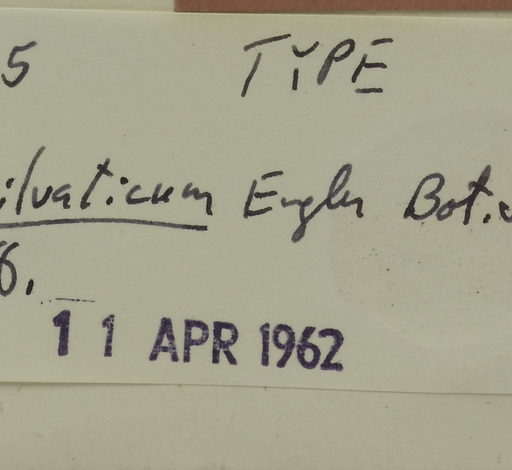 5 TYPE
ilvaticum Engler Bot.
6.
11 APR 1962